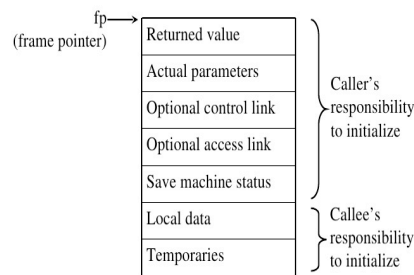 fp
(frame pointer)
Returned value
Actual parameters
Optional control link
Optional access link
Save machine status
Local data
Temporaries
Caller's
responsibility
to initialize
Callee's
responsibility
to initialize